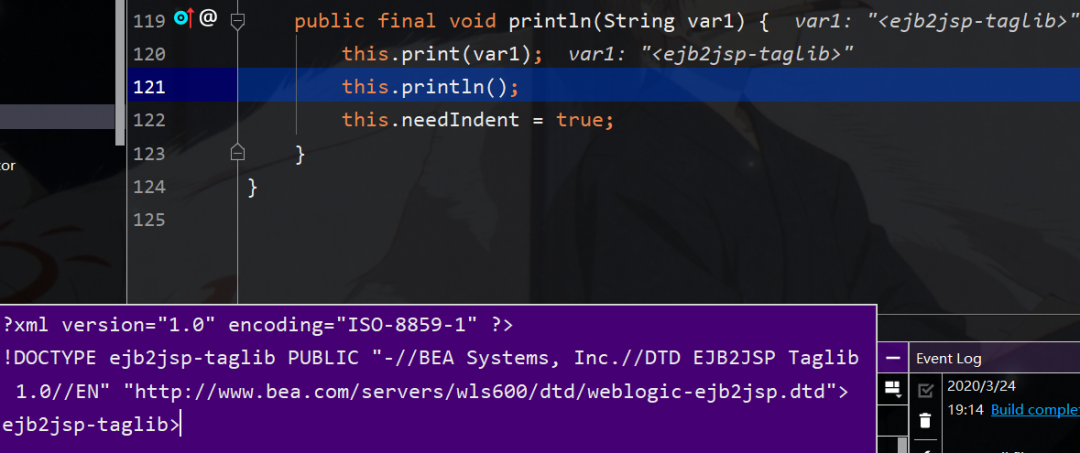 119 @ public final void println(String var1) { var1: "<ejb2jsp-taglib>"
120 this.print(var1); var1: "<ejb2jsp-taglib>"
121 this.println();
122 this.needIndent = true;
tor
123 }
124 }
125
?xml version="1.0" encoding="ISO-8859-1" ?>
!DOCTYPE ejb2jsp-taglib PUBLIC "-//BEA Systems, Inc.//DTD EJB2JSP Taglib
1.0//EN" "http://www.bea.com/servers/wls600/dtd/weblogic-ejb2jsp.dtd">
ejb2jsp-taglib>
Event Log
2020/3/24
19:14 Build complet